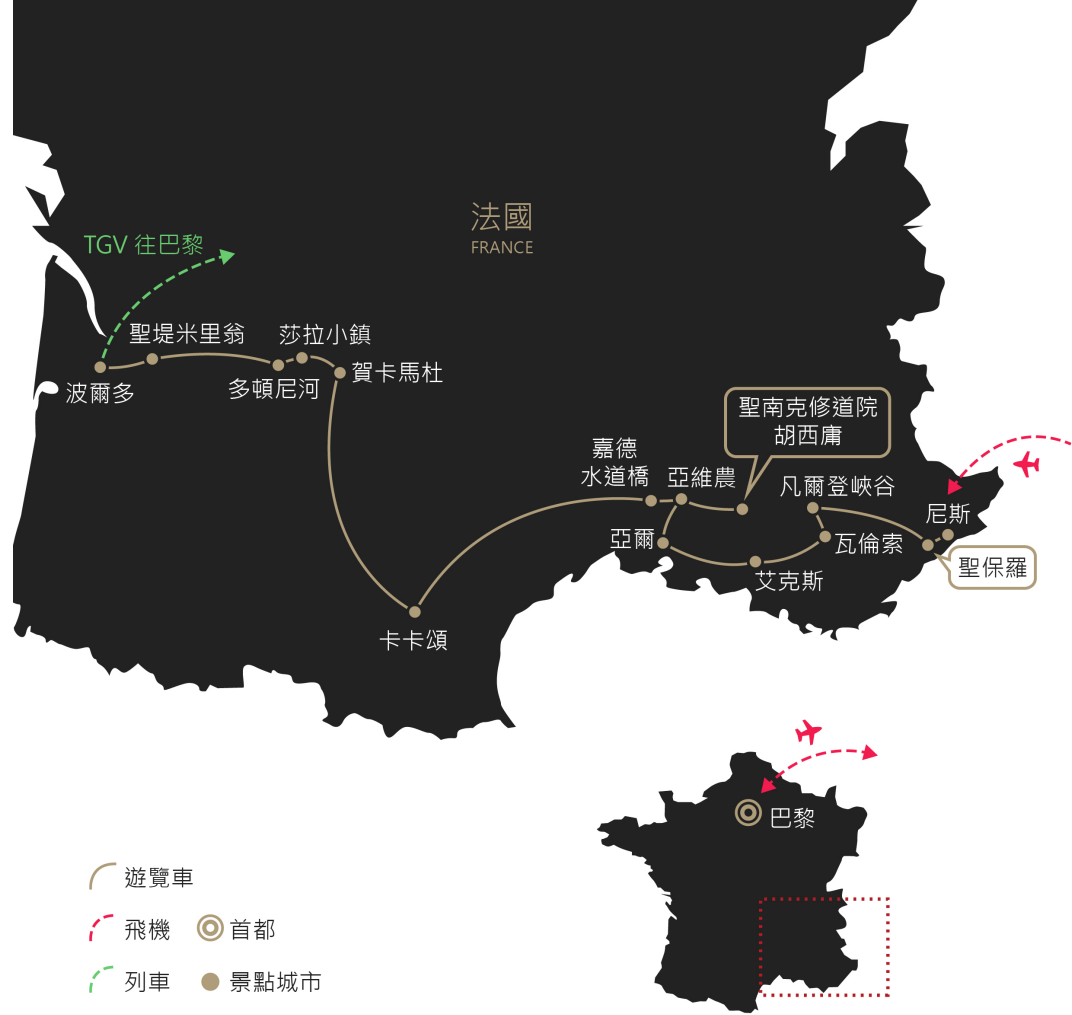 法國
FRANCE
TGV 往巴黎
聖堤米里翁
莎拉小鎮
波爾多
多頓尼河
賀卡馬杜
聖南克修道院
胡西庸
嘉德
水道橋
亞維農
凡爾登峽谷
尼斯
亞爾
瓦倫索
聖保羅
艾克斯
卡卡頌
巴黎
遊覽車
飛機
首都
列車
景點城市